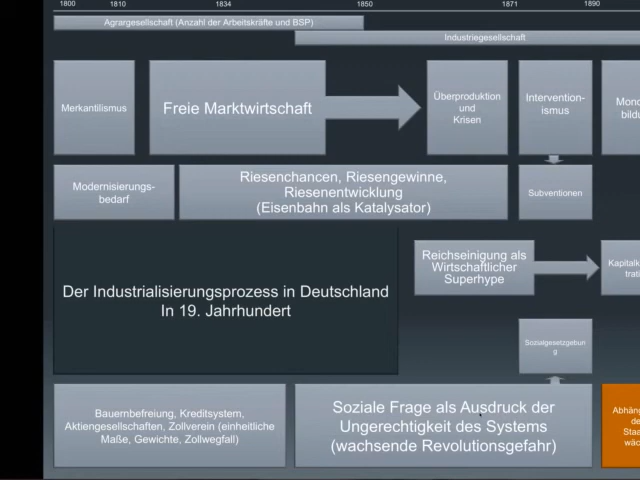 1800 1810 1834 1850 1871 1890
Agrargesellschaft (Anzahl der Arbeitskräfte und BSP)
Industriegesellschaft
Merkantilismus
Freie Marktwirtschaft
Überproduktion
und
Krisen
Intervention-
ismus
Modernisierungs-
bedarf
Riesenchancen, Riesengewinne,
Riesenentwicklung
(Eisenbahn als Katalysator)
Subventionen
Der Industrialisierungsprozess in Deutschland
In 19. Jahrhundert
Reichseinigung als
Wirtschaftlicher
Superhype
Sozialgesetzgebun
g
Bauernbefreiung, Kreditsystem,
Aktiengesellschaften, Zollverein (einheitliche
Maße, Gewichte, Zollwegfall)
Soziale Frage als Ausdruck der
Ungerechtigkeit des Systems
(wachsende Revolutionsgefahr)